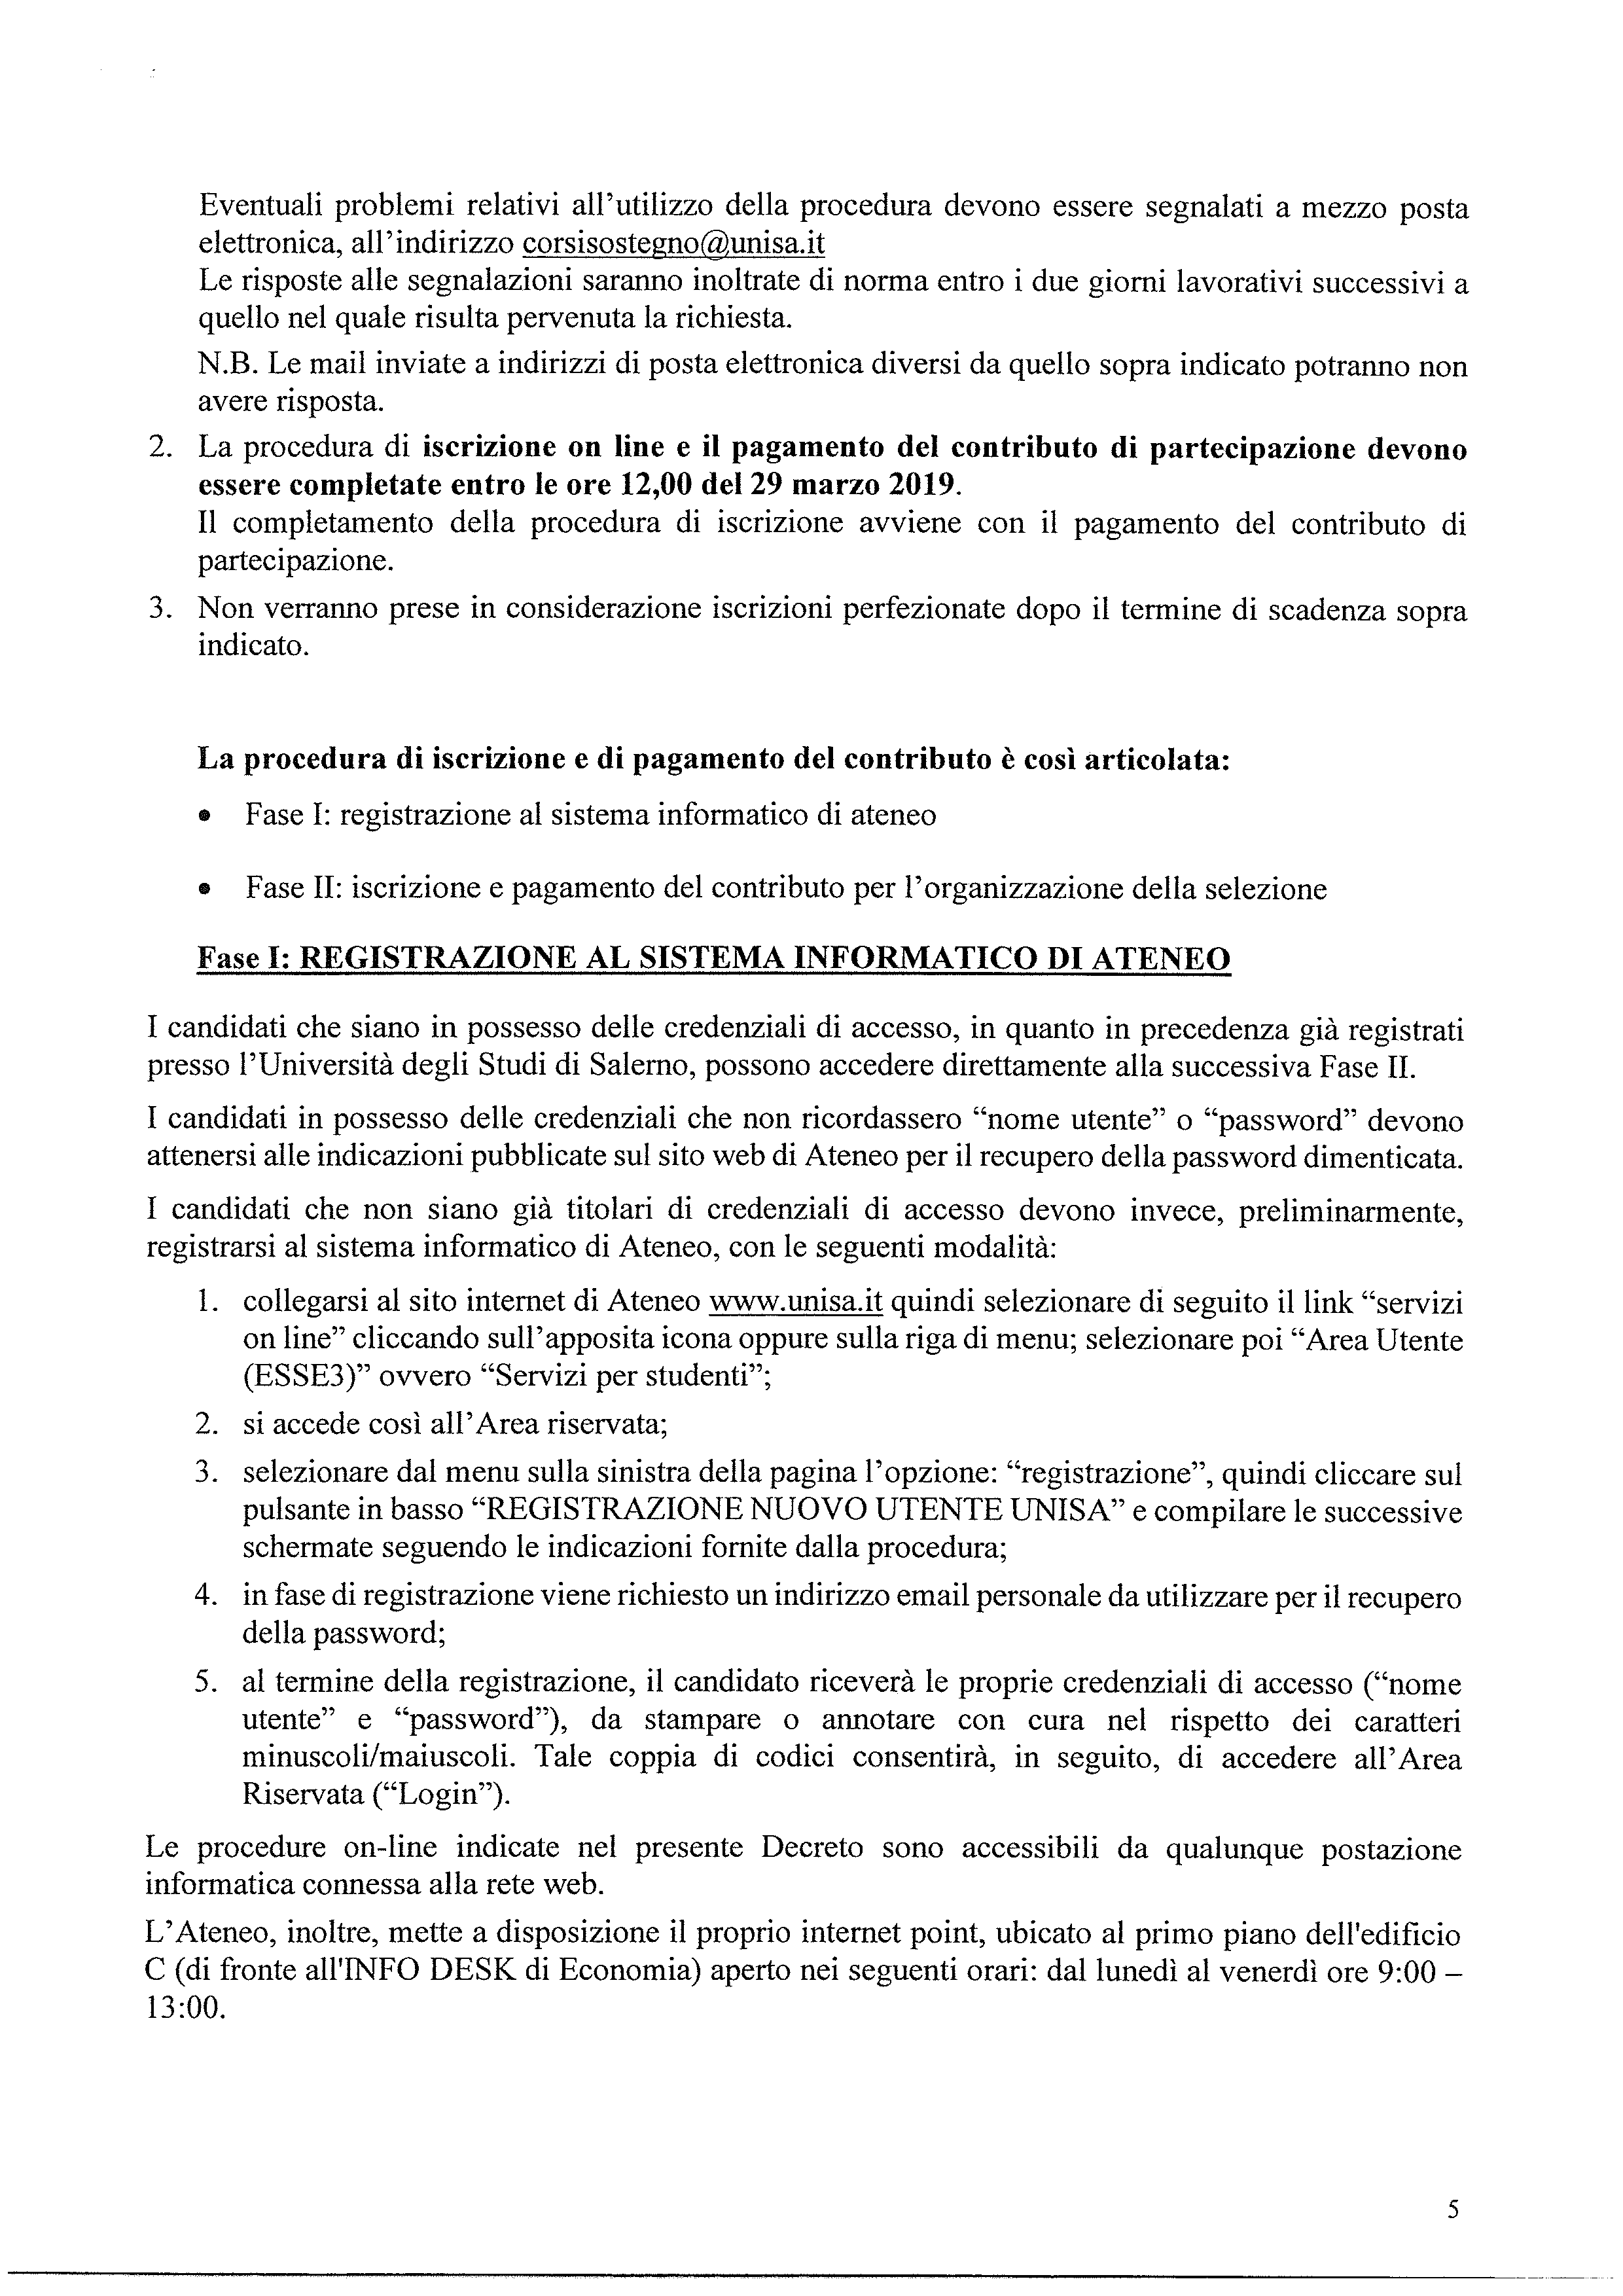 Eventuali problemi relativi all'utilizzo della procedura devono essere segnalati a mezzo posta
elettronica, all'indirizzo corsisostegno@unisa.it
Le risposte alle segnalazioni saranno inoltrate di norma entro i due giorni lavorativi successivi a
quello nel quale risulta pervenuta la richiesta.
N.B. Le mail inviate a indirizzi di posta elettronica diversi da quello sopra indicato potranno non
avere risposta.
2. La procedura di iscrizione on line e il pagamento del contributo di partecipazione devono
essere completate entro le ore 12,00 del 29 marzo 2019.
Il completamento della procedura di iscrizione avviene con il pagamento del contributo di
partecipazione.
3. Non verranno prese in considerazione iscrizioni perfezionate dopo il termine di scadenza sopra
indicato.
La procedura di iscrizione e di pagamento del contributo è così articolata:
• Fase I: registrazione al sistema informatico di ateneo
• Fase II: iscrizione e pagamento del contributo per l'organizzazione della selezione
Fase I: REGISTRAZIONE AL SISTEMA INFORMATICO DI ATENEO
I candidati che siano in possesso delle credenziali di accesso, in quanto in precedenza già registrati
presso l'Università degli Studi di Salerno, possono accedere direttamente alla successiva Fase II.
I candidati in possesso delle credenziali che non ricordassero “nome utente” o “password” devono
attenersi alle indicazioni pubblicate sul sito web di Ateneo per il recupero della password dimenticata.
I candidati che non siano già titolari di credenziali di accesso devono invece, preliminarmente,
registrarsi al sistema informatico di Ateneo, con le seguenti modalità:
1. collegarsi al sito internet di Ateneo www.unisa.it quindi selezionare di seguito il link “servizi
on line” cliccando sull'apposita icona oppure sulla riga di menu; selezionare poi “Area Utente
(ESSE3)” ovvero “Servizi per studenti”;
2. si accede così all'Area riservata;
3. selezionare dal menu sulla sinistra della pagina l'opzione: “registrazione”, quindi cliccare sul
pulsante in basso “REGISTRAZIONE NUOVO UTENTE UNISA” e compilare le successive
schermate seguendo le indicazioni fornite dalla procedura;
4. in fase di registrazione viene richiesto un indirizzo email personale da utilizzare per il recupero
della password;
5. al termine della registrazione, il candidato riceverà le proprie credenziali di accesso (“nome
utente” e “password”), da stampare o annotare con cura nel rispetto dei caratteri
minuscoli/maiuscoli. Tale coppia di codici consentirà, in seguito, di accedere all'Area
Riservata (“Login”).
Le procedure on-line indicate nel presente Decreto sono accessibili da qualunque postazione
informatica connessa alla rete web.
L'Ateneo, inoltre, mette a disposizione il proprio internet point, ubicato al primo piano dell'edificio
C (di fronte all'INFO DESK di Economia) aperto nei seguenti orari: dal lunedì al venerdì ore 9:00 –
13:00.
5